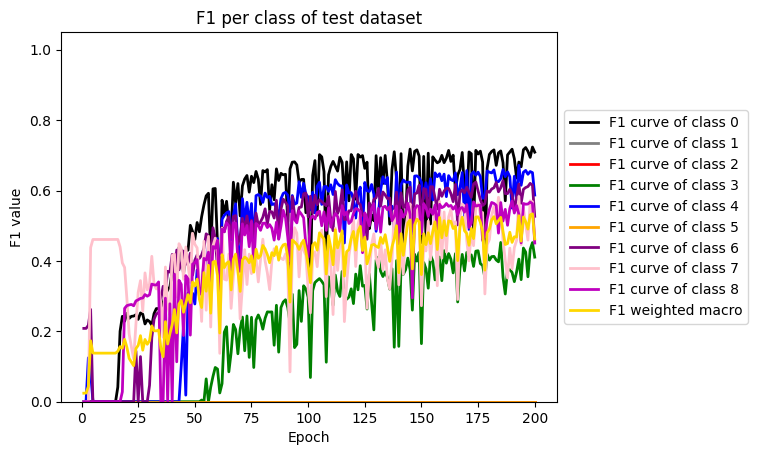 F1 per class of test dataset
F1 value
1.0
0.8
0.6
0.4
0.2
0.0
0
25
50
75
100
125
150
175
200
Epoch
F1 curve of class 0
F1 curve of class 1
F1 curve of class 2
F1 curve of class 3
F1 curve of class 4
F1 curve of class 5
F1 curve of class 6
F1 curve of class 7
F1 curve of class 8
F1 weighted macro